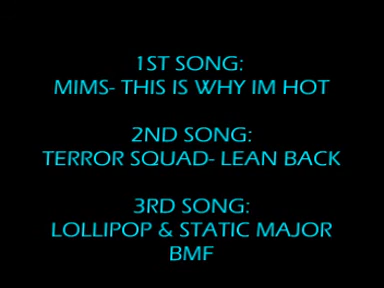 1ST SONG:
MIMS- THIS IS WHY IM HOT
2ND SONG:
TERROR SQUAD- LEAN BACK
3RD SONG:
LOLLIPOP & STATIC MAJOR
BMF